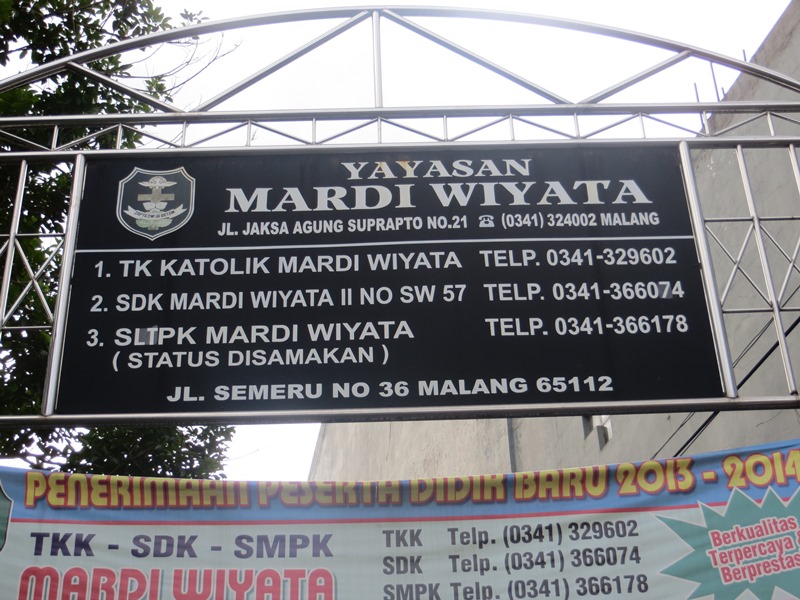 YAYASAN
MARDI WIYATA
JL. JAKSA AGUNG SUPRAPTO NO.21 ☎ (0341) 324002 MALANG
1. TK KATOLIK MARDI WIYATA TELP. 0341-329602
2. SDK MARDI WIYATA II NO SW 57 TELP. 0341-366074
3. SLTPK MARDI WIYATA TELP. 0341-366178
( STATUS DISAMAKAN )
JL. SEMERU NO 36 MALANG 65112
PENERIMAAN PESERTA DIDIK BARU 2013 - 2014
TKK - SDK - SMPK
MARDI WIYATA
TKK Telp. (0341) 329602
SDK Telp. (0341) 366074
SMPK Telp. (0341) 366178
Berkualitas
Terpercaya &
Berprestasi